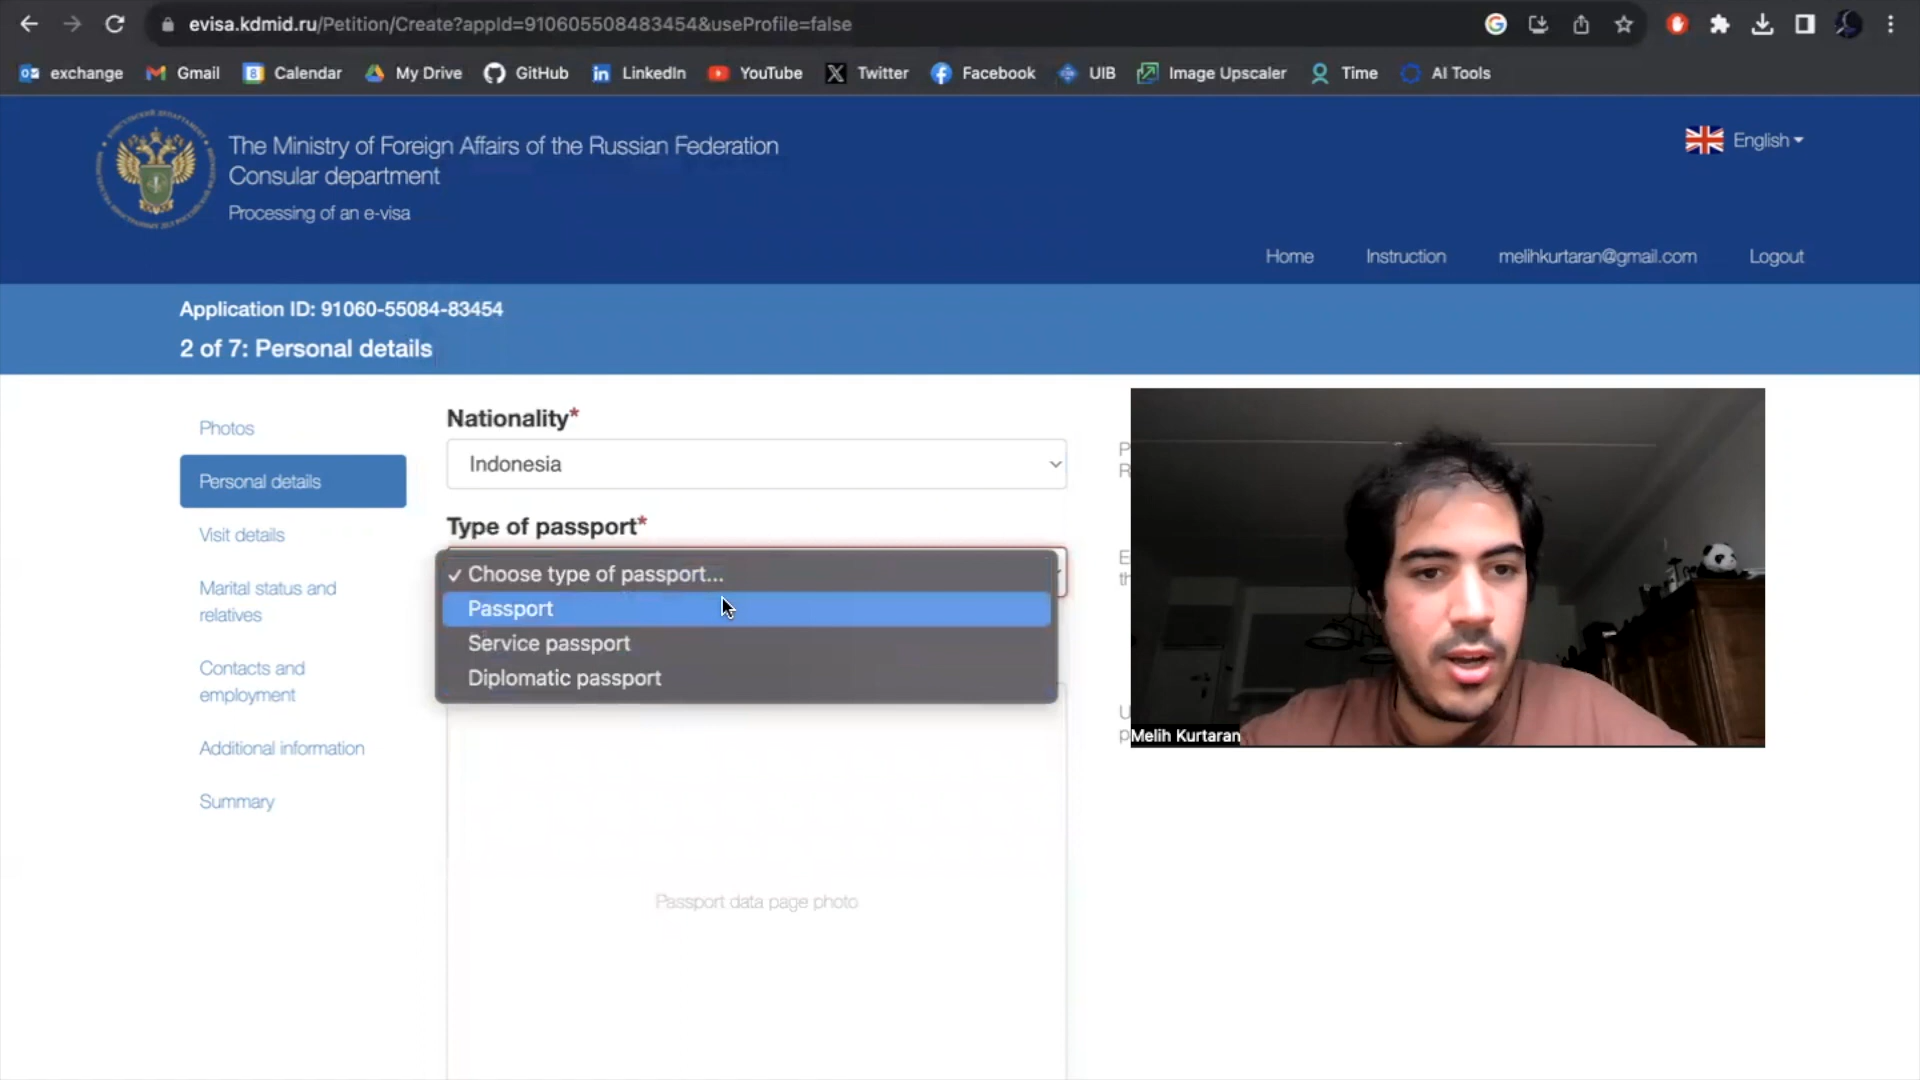 evisa.kdmid.ru/Petition/Create?appId=910605508483454&useProfile=false
exchange Gmail Calendar My Drive GitHub LinkedIn YouTube Twitter Facebook UIB Image Upscaler Time AI Tools
The Ministry of Foreign Affairs of the Russian Federation
Consular department
Processing of an e-visa
English
Home Instruction melihkurtaran@gmail.com Logout
Application ID: 91060-55084-83454
2 of 7: Personal details
Photos
Personal details
Visit details
Marital status and
relatives
Contacts and
employment
Additional information
Summary
Nationality*
Indonesia
Type of passport*
✓ Choose type of passport...
Passport
Service passport
Diplomatic passport
Passport data page photo
Melih Kurtaran